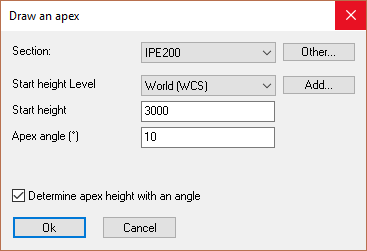 Draw an apex
Section: IPE200 Other...
Start height Level World (WCS) Add...
Start height 3000
Apex angle (°) 10
Determine apex height with an angle
Ok Cancel